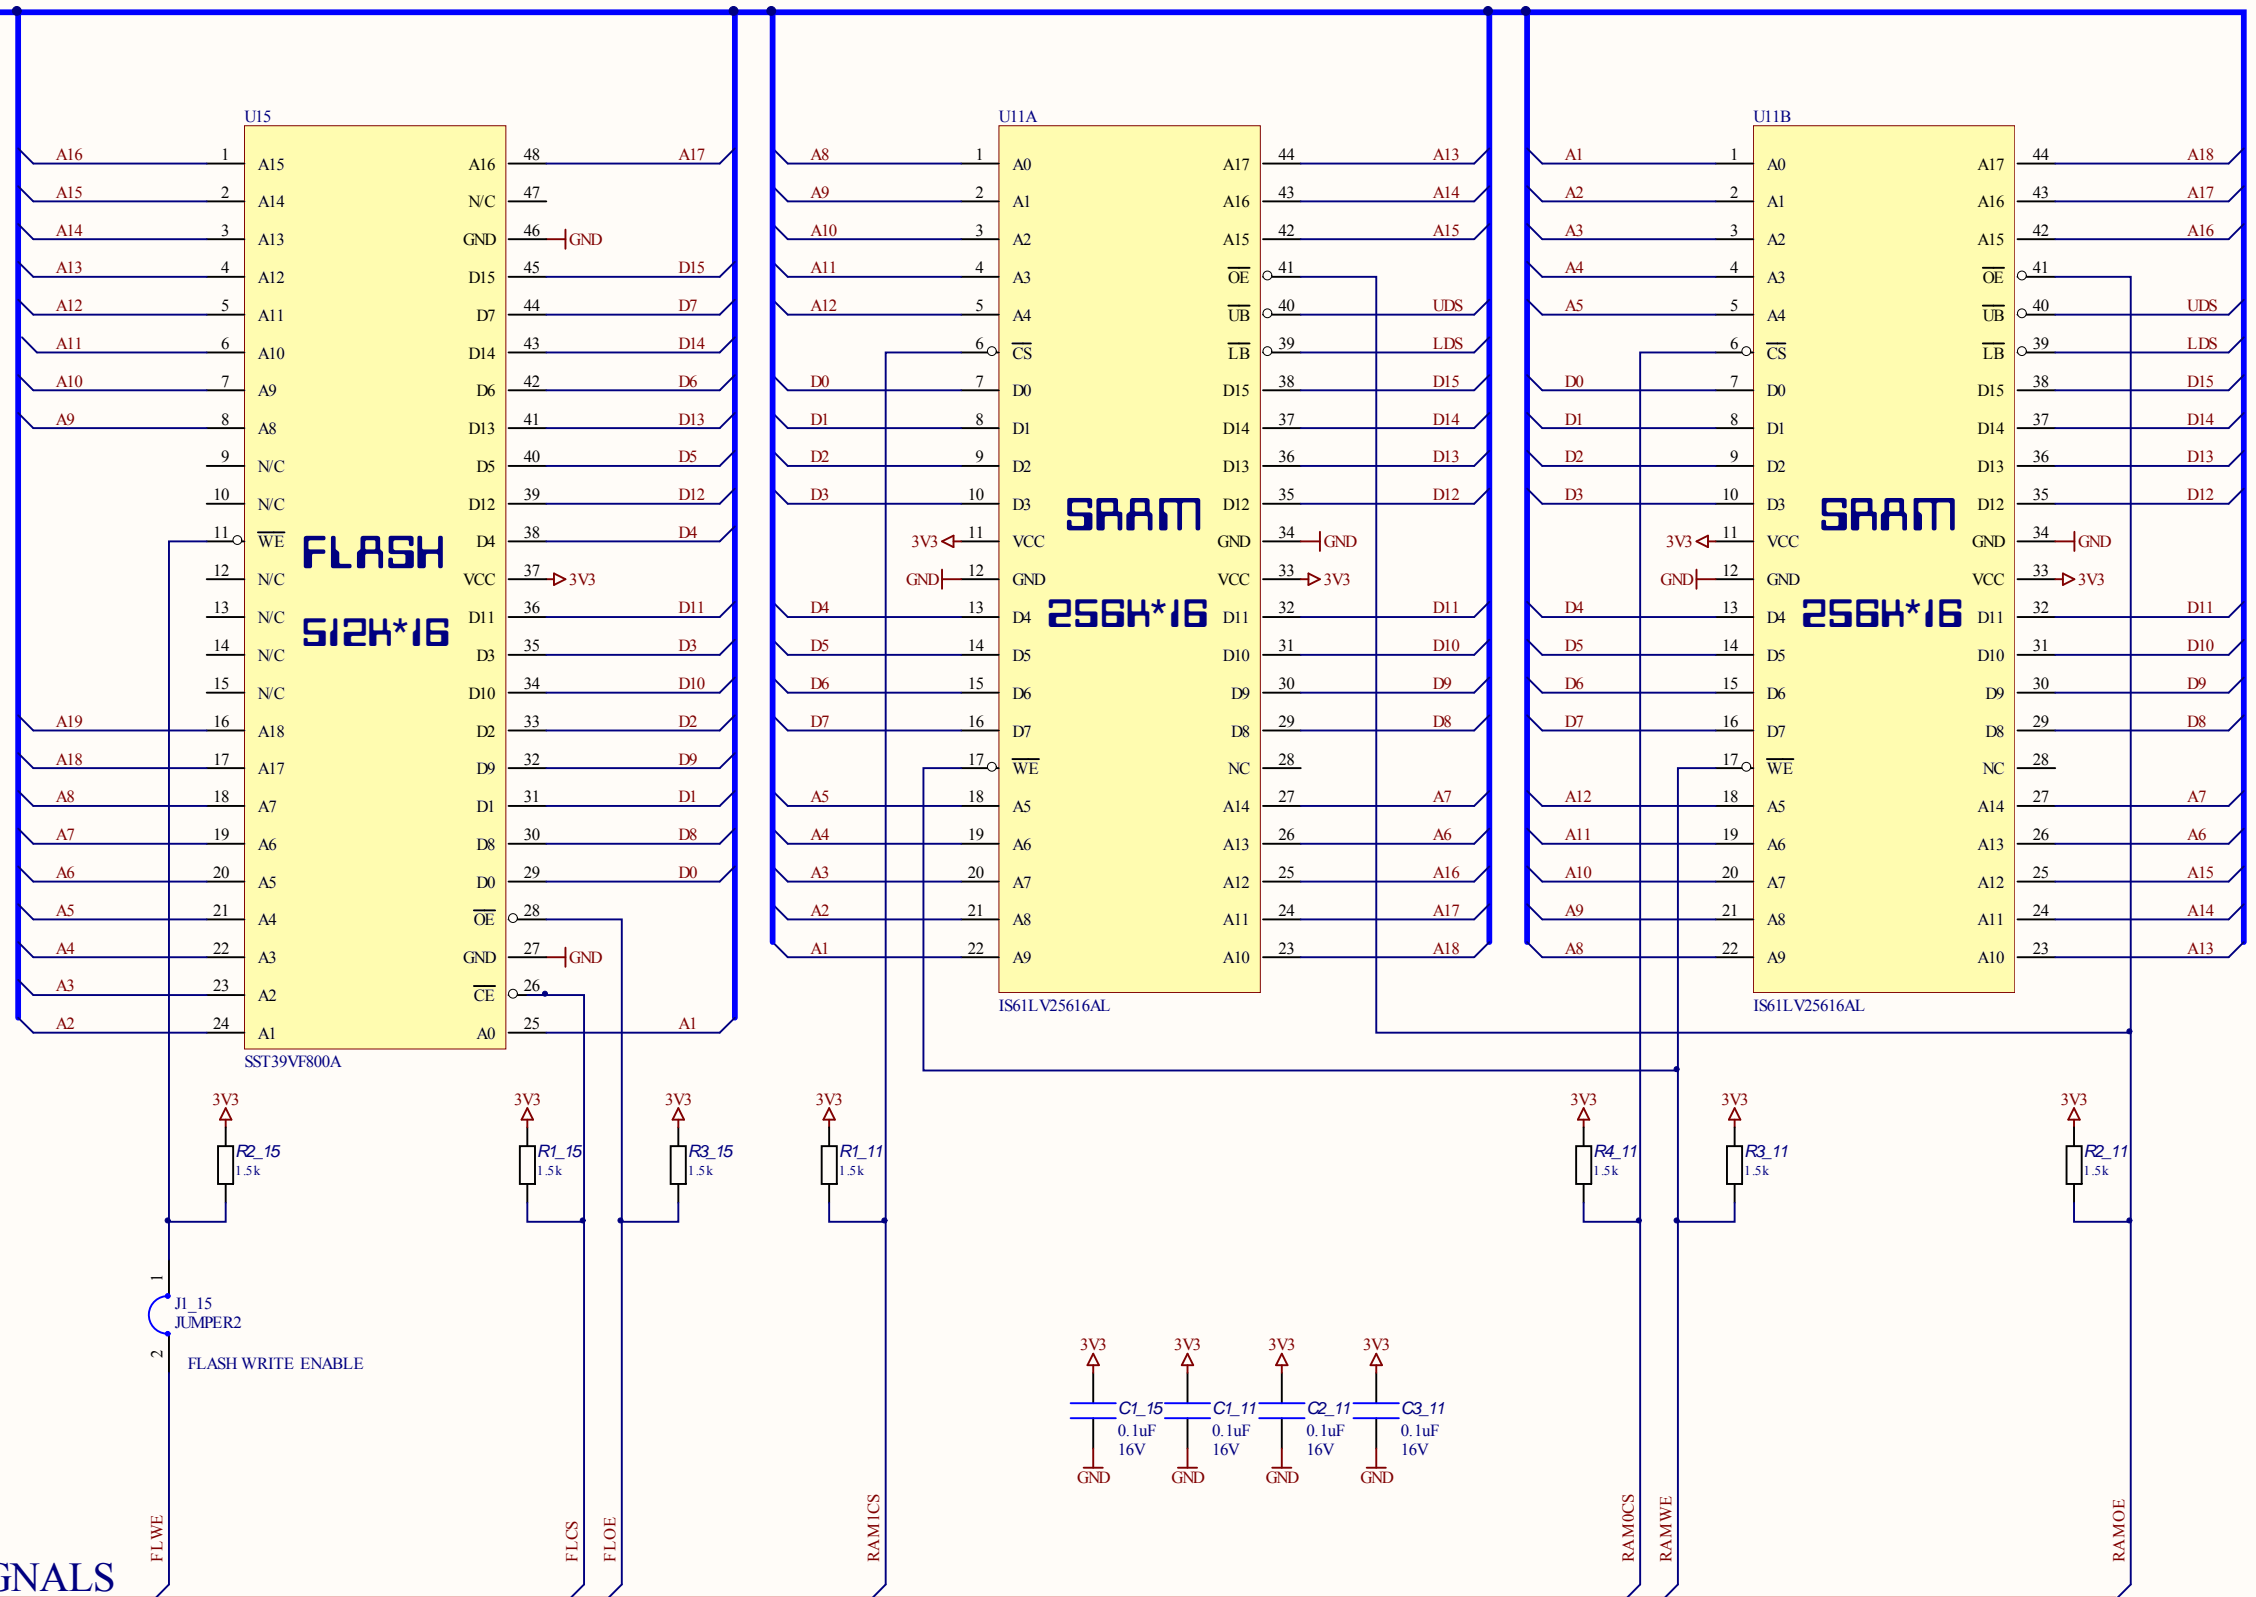 U15
A16 1 A15 A16 48 A17
A15 2 A14 N/C 47
A14 3 A13 GND 46 GND
A13 4 A12 D15 45 D15
A12 5 A11 D7 44 D7
A11 6 A10 D14 43 D14
A10 7 A9 D6 42 D6
A9 8 A8 D13 41 D13
9 N/C D5 40 D5
10 N/C D12 39 D12
11 WE D4 38 D4
FLASH
12 N/C VCC 37 3V3
13 N/C D11 36 D11
512K*16
14 N/C D3 35 D3
15 N/C D10 34 D10
A19 16 A18 D2 33 D2
A18 17 A17 D9 32 D9
A8 18 A7 D1 31 D1
A7 19 A6 D8 30 D8
A6 20 A5 D0 29 D0
A5 21 A4 OE 28
A4 22 A3 GND 27 GND
A3 23 A2 CE 26
A2 24 A1 A0 25 A1
SST39VF800A
U11A
A8 1 A0 A17 44 A13
A9 2 A1 A16 43 A14
A10 3 A2 A15 42 A15
A11 4 A3 OE 41
A12 5 A4 UB 40 UDS
6 CS LB 39 LDS
D0 7 D0 D15 38 D15
D1 8 D1 D14 37 D14
D2 9 D2 D13 36 D13
D3 10 D3 D12 35 D12
SRAM
3V3 11 VCC GND 34 GND
GND 12 GND VCC 33 3V3
D4 13 D4 D11 32 D11
256K*16
D5 14 D5 D10 31 D10
D6 15 D6 D9 30 D9
D7 16 D7 D8 29 D8
17 WE NC 28
A5 18 A5 A14 27 A7
A4 19 A6 A13 26 A6
A3 20 A7 A12 25 A16
A2 21 A8 A11 24 A17
A1 22 A9 A10 23 A18
IS61LV25616AL
U11B
A1 1 A0 A17 44 A18
A2 2 A1 A16 43 A17
A3 3 A2 A15 42 A16
A4 4 A3 OE 41
A5 5 A4 UB 40 UDS
6 CS LB 39 LDS
D0 7 D0 D15 38 D15
D1 8 D1 D14 37 D14
D2 9 D2 D13 36 D13
D3 10 D3 D12 35 D12
SRAM
3V3 11 VCC GND 34 GND
GND 12 GND VCC 33 3V3
D4 13 D4 D11 32 D11
256K*16
D5 14 D5 D10 31 D10
D6 15 D6 D9 30 D9
D7 16 D7 D8 29 D8
17 WE NC 28
A12 18 A5 A14 27 A7
A11 19 A6 A13 26 A6
A10 20 A7 A12 25 A15
A9 21 A8 A11 24 A14
A8 22 A9 A10 23 A13
IS61LV25616AL
3V3 3V3 3V3 3V3 3V3 3V3 3V3
R2_15 R1_15 R3_15 R1_11 R4_11 R3_11 R2_11
1.5k 1.5k 1.5k 1.5k 1.5k 1.5k 1.5k
1
J1_15
JUMPER2
2
FLASH WRITE ENABLE
3V3 3V3 3V3 3V3
C1_15 C1_11 C2_11 C3_11
0.1uF 0.1uF 0.1uF 0.1uF
16V 16V 16V 16V
GND GND GND GND
FLWE FLCS FLOE RAM1CS RAM0CS RAMWE RAMOE
GNALS